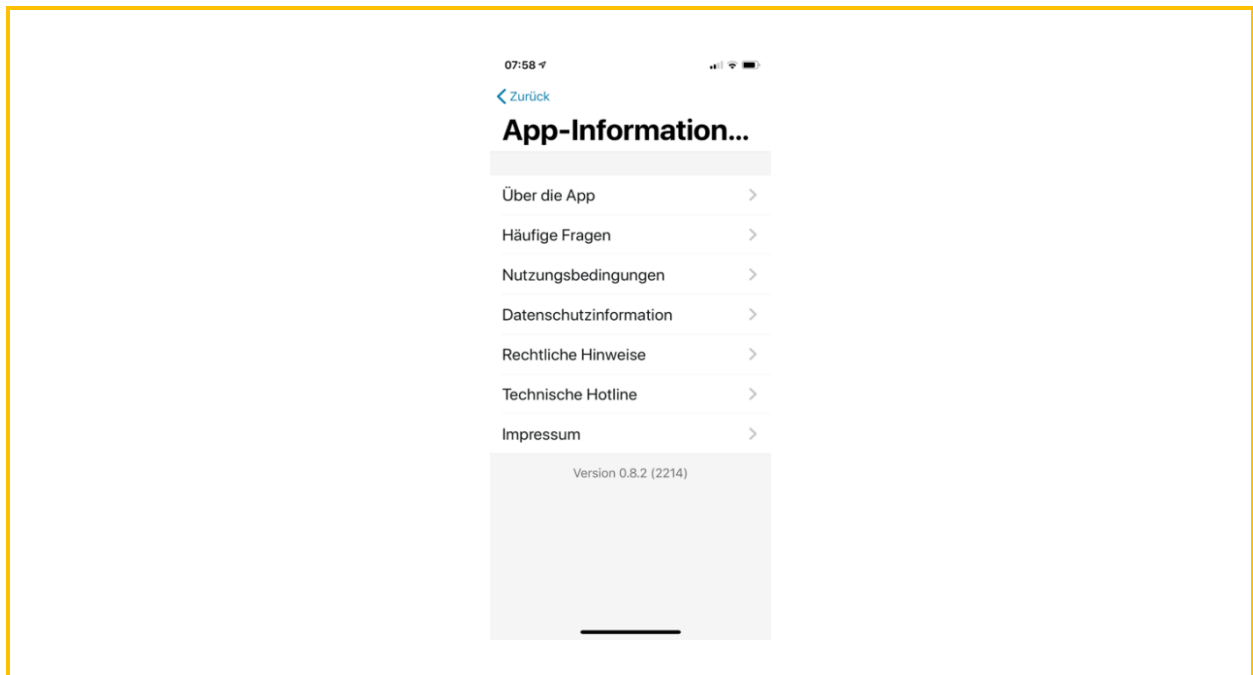 07:58
Zurück
App-Information...
Über die App
Häufige Fragen
Nutzungsbedingungen
Datenschutzinformation
Rechtliche Hinweise
Technische Hotline
Impressum
Version 0.8.2 (2214)